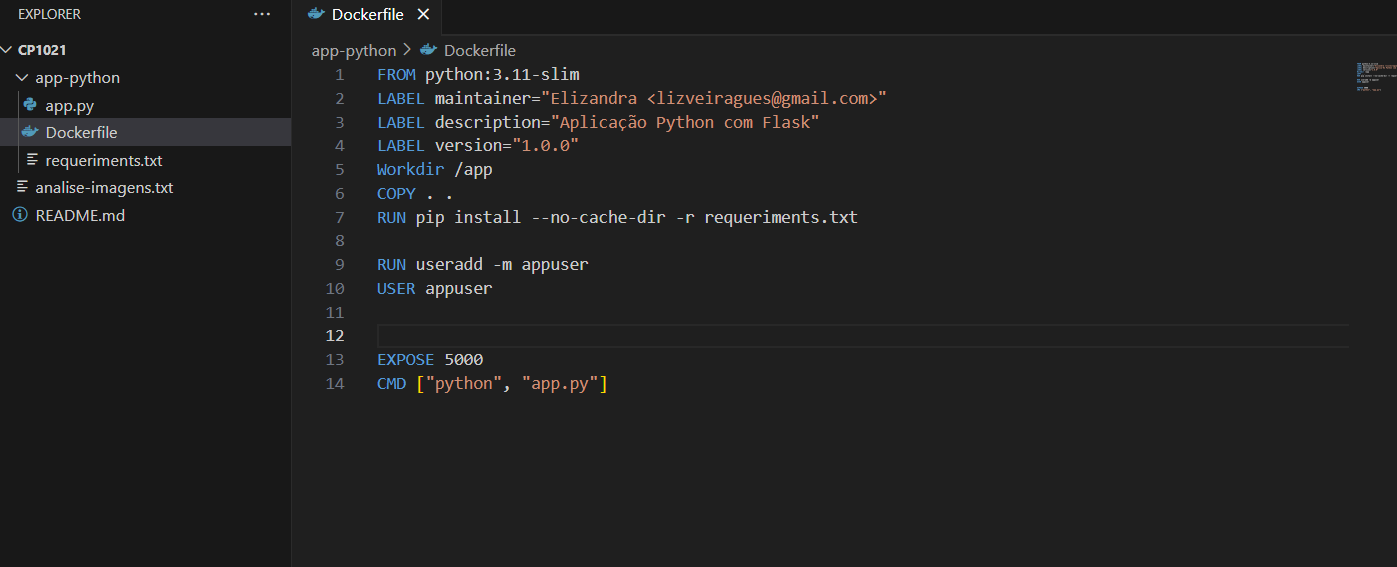 EXPLORER
···
CP1021
app-python
app.py
Dockerfile
requeriments.txt
analise-imagens.txt
README.md
Dockerfile
app-python > Dockerfile
1 FROM python:3.11-slim
2 LABEL maintainer="Elizandra <lizveiragues@gmail.com>"
3 LABEL description="Aplicação Python com Flask"
4 LABEL version="1.0.0"
5 Workdir /app
6 COPY . .
7 RUN pip install --no-cache-dir -r requeriments.txt
8
9 RUN useradd -m appuser
10 USER appuser
11
12
13 EXPOSE 5000
14 CMD ["python", "app.py"]